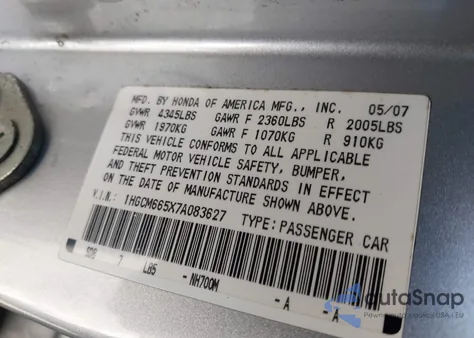 MFD. BY HONDA OF AMERICA MFG., INC. 05/07
GVWR 4345LBS GAWR F 2360LBS R 2005LBS
GVWR 1970KG GAWR F 1070KG R 910KG
THIS VEHICLE CONFORMS TO ALL APPLICABLE
FEDERAL MOTOR VEHICLE SAFETY, BUMPER,
AND THEFT PREVENTION STANDARDS IN EFFECT
ON THE DATE OF MANUFACTURE SHOWN ABOVE.
V.I.N.: 1HGCM665X7A083627 TYPE: PASSENGER CAR
SDB 7 LB5 -NH700M -A -A
autoSnap